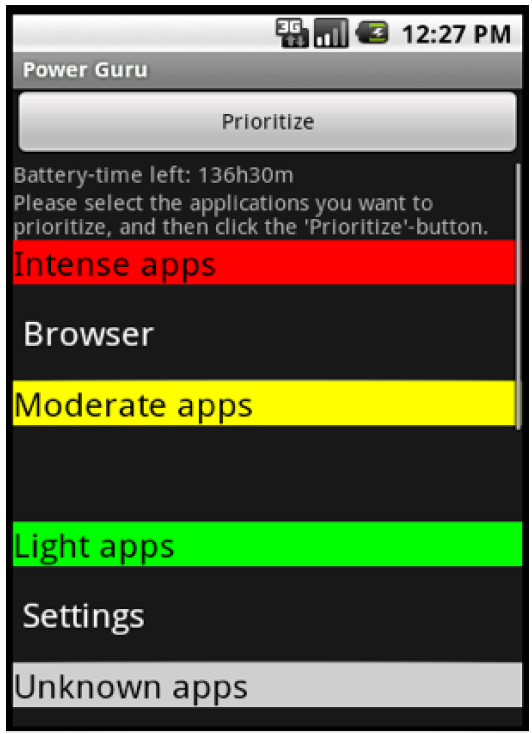 3G 12:27 PM
Power Guru
Prioritize
Battery-time left: 136h30m
Please select the applications you want to
prioritize, and then click the 'Prioritize'-button.
Intense apps
Browser
Moderate apps
Light apps
Settings
Unknown apps